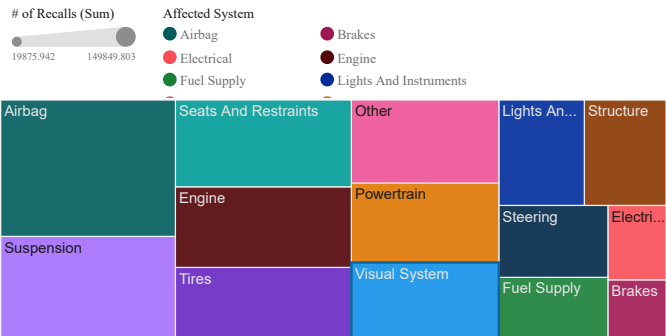 # of Recalls (Sum)
19875.942 149849.803
Affected System
Airbag Brakes
Electrical Engine
Fuel Supply Lights And Instruments
Airbag
Suspension
Seats And Restraints
Engine
Tires
Other
Powertrain
Visual System
Lights An...
Structure
Steering
Electri...
Fuel Supply
Brakes